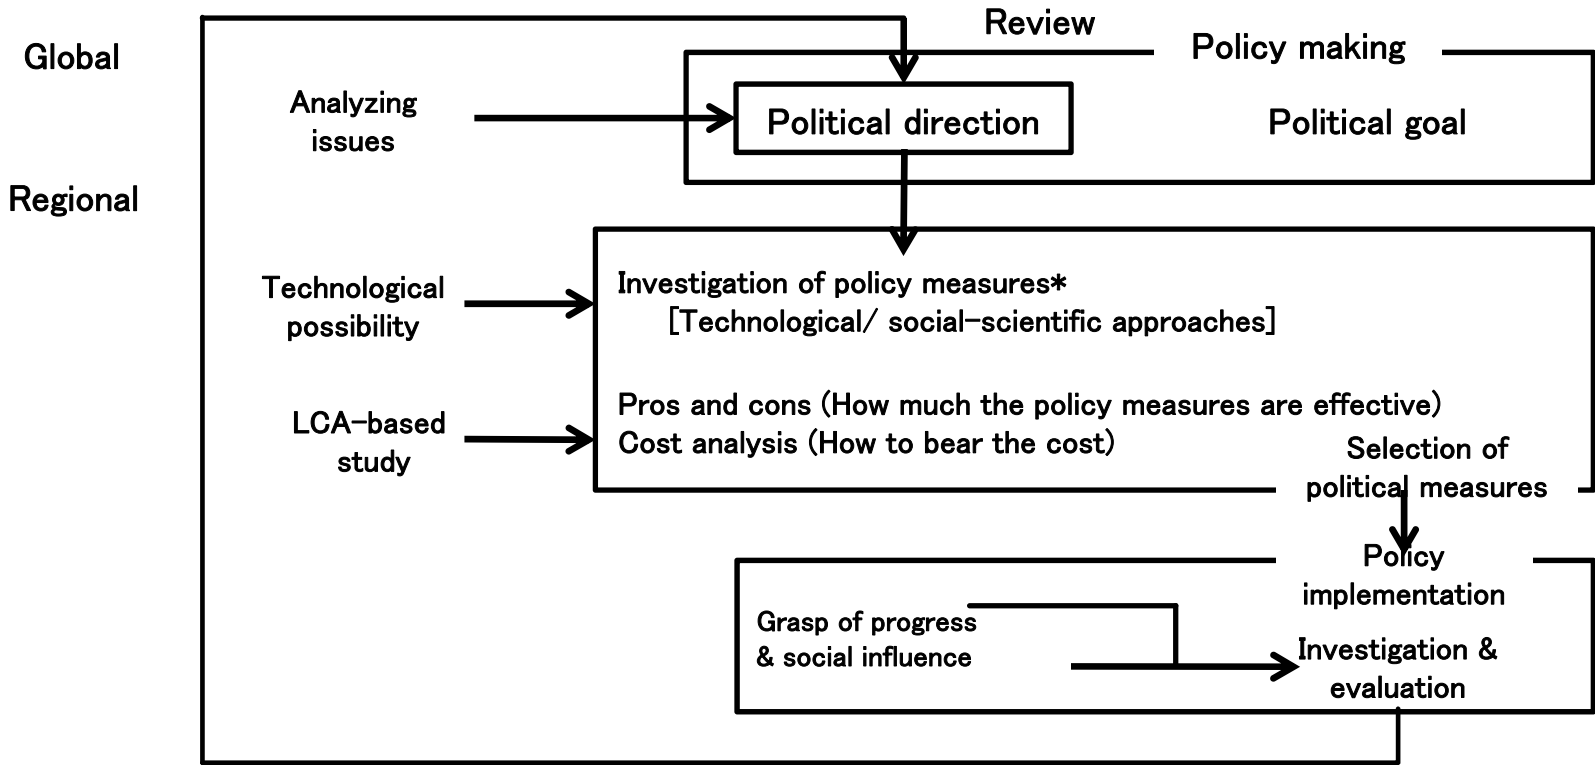 Review
Global
Policy making
Analyzing
issues
Political direction
Political goal
Regional
Technological
possibility
Investigation of policy measures*
[Technological/ social-scientific approaches]
LCA-based
study
Pros and cons (How much the policy measures are effective)
Cost analysis (How to bear the cost)
Selection of
political measures
Policy
implementation
Grasp of progress
& social influence
Investigation &
evaluation